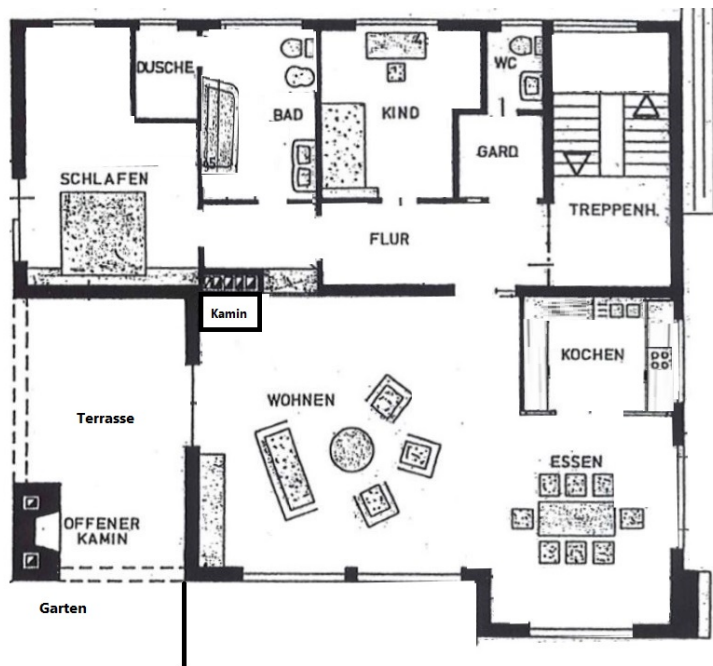 DUSCHE
WC
BAD
KIND
GARD
SCHLAFEN
TREPPENH.
FLUR
Kamin
KOCHEN
WOHNEN
Terrasse
ESSEN
OFFENER
KAMIN
Garten